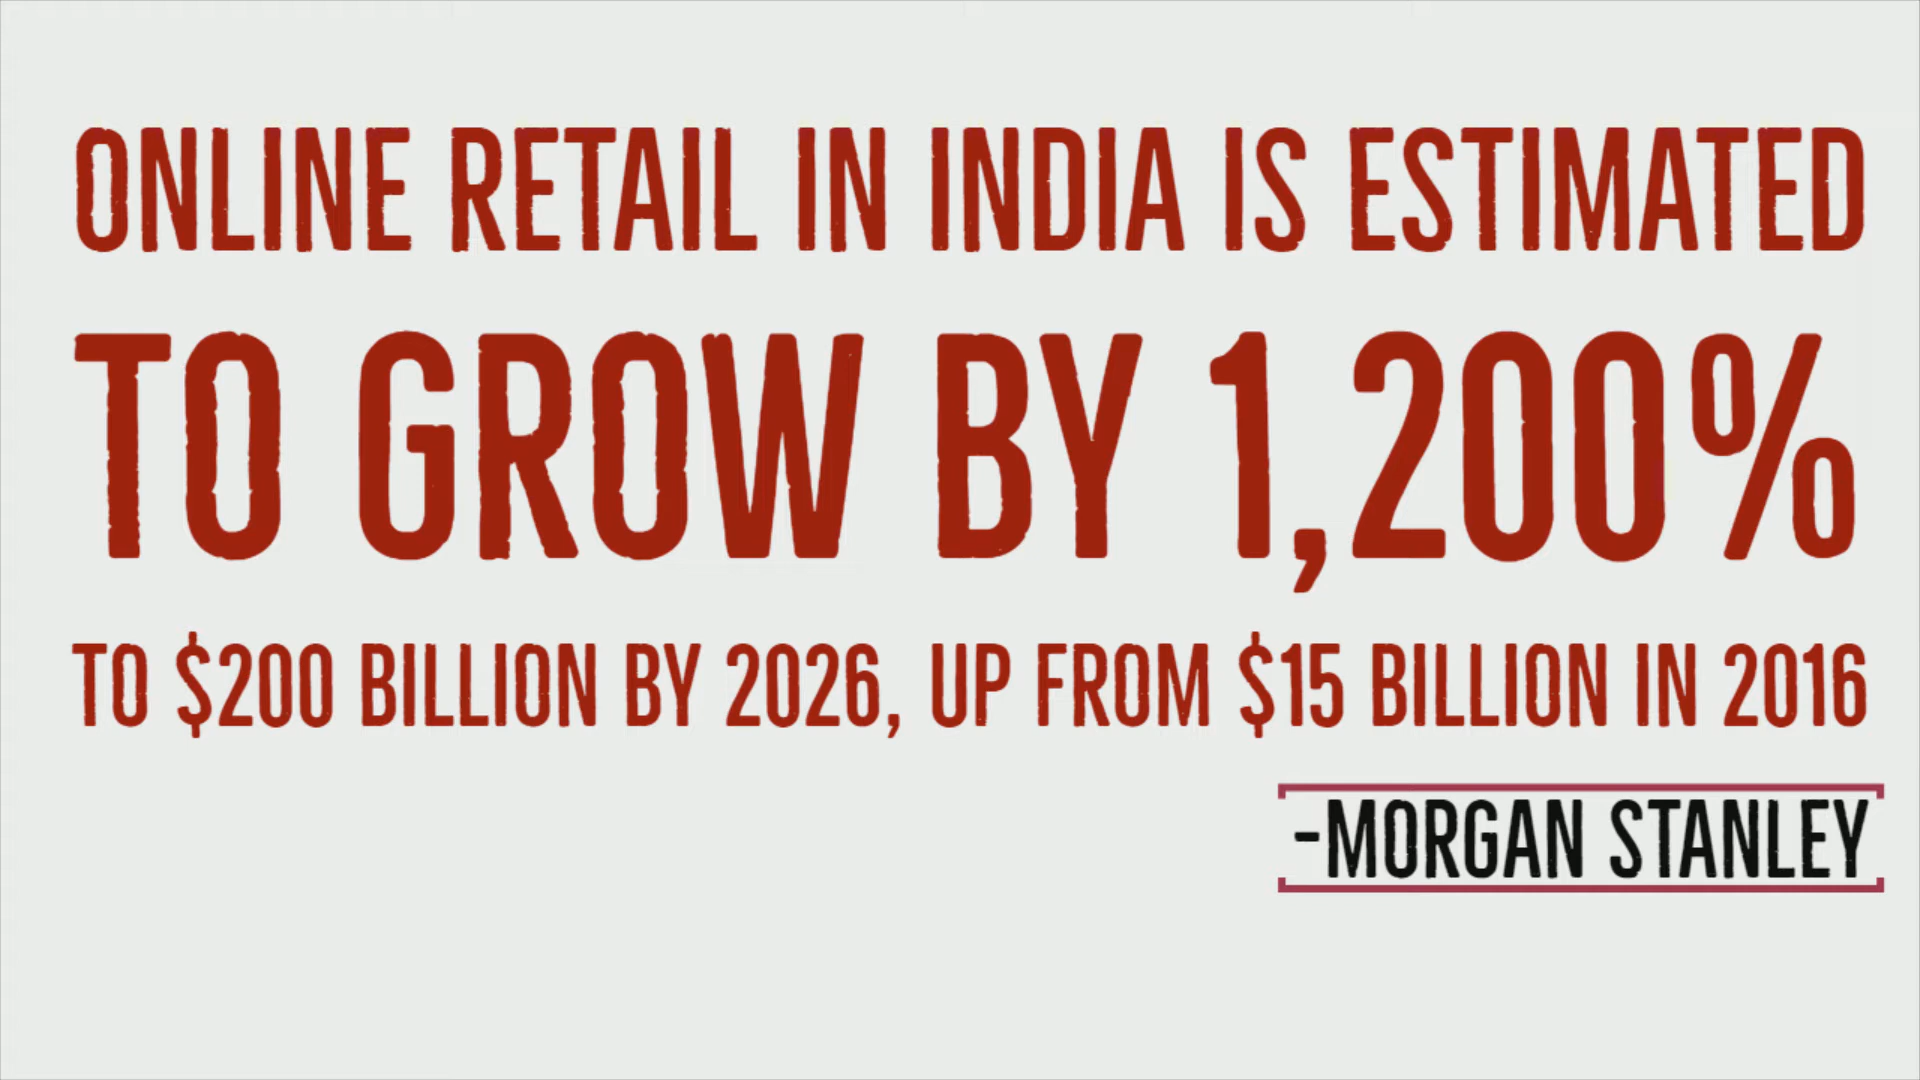 ONLINE RETAIL IN INDIA IS ESTIMATED
TO GROW BY 1,200%
TO $200 BILLION BY 2026, UP FROM $15 BILLION IN 2016
-MORGAN STANLEY